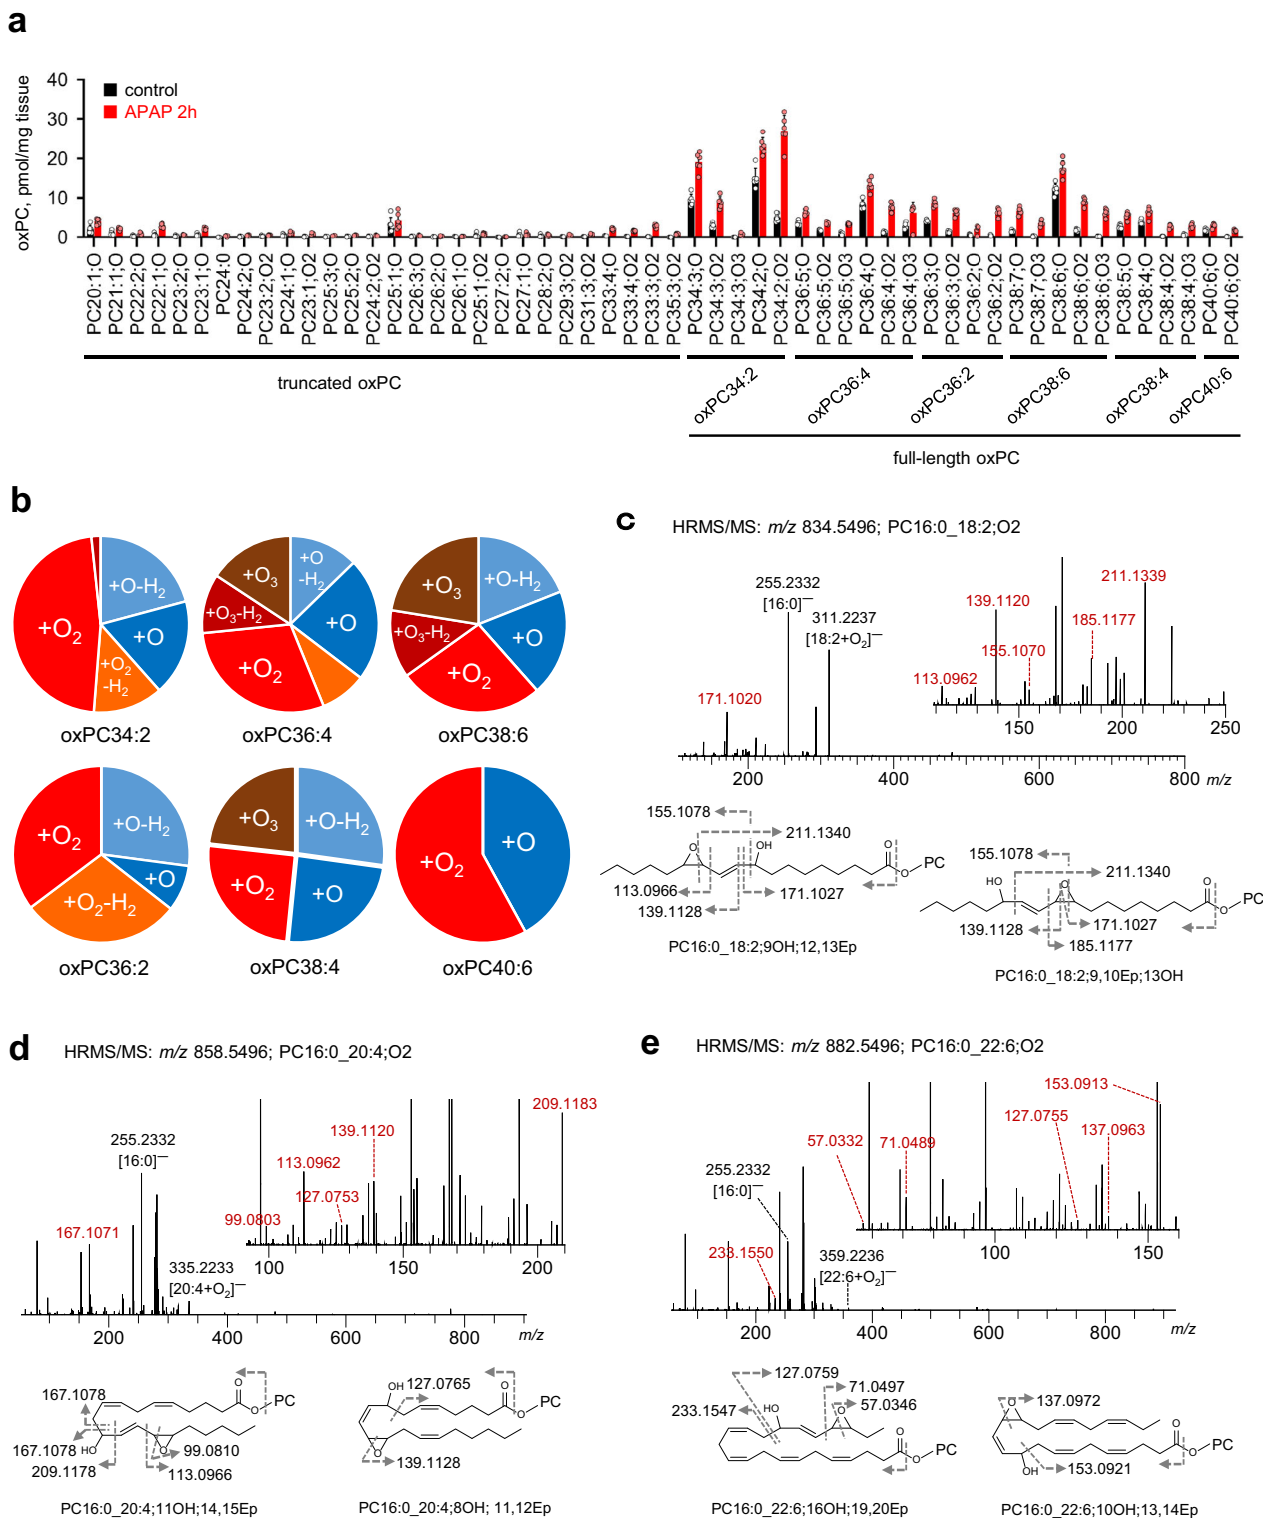 a
oxPC, pmol/mg tissue
40
30
20
10
0
control
APAP 2h
PC20:1;O
PC21:1;O
PC22:2;O
PC22:1;O
PC23:2;O
PC23:1;O
PC24:0
PC24:2;O
PC23:2;O2
PC24:1;O
PC23:1;O2
PC25:3;O
PC25:2;O
PC24:2;O2
PC25:1;O
PC26:3;O
PC26:2;O
PC26:1;O
PC25:1;O2
PC27:2;O
PC27:1;O
PC28:2;O
PC29:3;O2
PC31:3;O2
PC33:4;O
PC33:4;O2
PC33:3;O2
PC35:3;O2
PC34:3;O
PC34:3;O2
PC34:3;O3
PC34:2;O
PC34:2;O2
PC36:5;O
PC36:5;O2
PC36:5;O3
PC36:4;O
PC36:4;O2
PC36:4;O3
PC36:3;O
PC36:3;O2
PC36:2;O
PC36:2;O2
PC38:7;O
PC38:7;O3
PC38:6;O
PC38:6;O2
PC38:6;O3
PC38:5;O
PC38:4;O
PC38:4;O2
PC38:4;O3
PC40:6;O
PC40:6;O2
truncated oxPC
oxPC34:2
oxPC36:4
oxPC36:2
oxPC38:6
oxPC38:4
oxPC40:6
full-length oxPC
b
+O-H2
+O
+O2
-H2
+O2
oxPC34:2
+O
-H2
+O
+O2
+O3-H2
+O3
oxPC36:4
+O-H2
+O
+O2
+O3-H2
+O3
oxPC38:6
+O-H2
+O
+O2-H2
+O2
oxPC36:2
+O-H2
+O
+O2
+O3
oxPC38:4
+O
+O2
oxPC40:6
c
HRMS/MS: m/z 834.5496; PC16:0_18:2;O2
255.2332
[16:0]—
311.2237
[18:2+O2]—
171.1020
139.1120
155.1070
113.0962
185.1177
211.1339
150
200
250
200
400
600
800
m/z
155.1078
211.1340
O
OH
O
O
PC
113.0966
139.1128
171.1027
PC16:0_18:2;9OH;12,13Ep
155.1078
211.1340
HO
O
O
O
PC
139.1128
171.1027
185.1177
PC16:0_18:2;9,10Ep;13OH
d
HRMS/MS: m/z 858.5496; PC16:0_20:4;O2
255.2332
[16:0]—
167.1071
335.2233
[20:4+O2]—
209.1183
139.1120
113.0962
127.0753
99.0803
100
150
200
200
400
600
800
m/z
167.1078
O
O
PC
167.1078
HO
O
99.0810
209.1178
113.0966
PC16:0_20:4;11OH;14,15Ep
OH
127.0765
O
O
PC
O
139.1128
PC16:0_20:4;8OH; 11,12Ep
e
HRMS/MS: m/z 882.5496; PC16:0_22:6;O2
153.0913
127.0755
137.0963
57.0332
71.0489
255.2332
[16:0]—
233.1550
359.2236
[22:6+O2]—
100
150
200
400
600
800
m/z
127.0759
71.0497
57.0346
233.1547
HO
O
O
O
PC
PC16:0_22:6;16OH;19,20Ep
O
137.0972
O
O
PC
OH
153.0921
PC16:0_22:6;10OH;13,14Ep